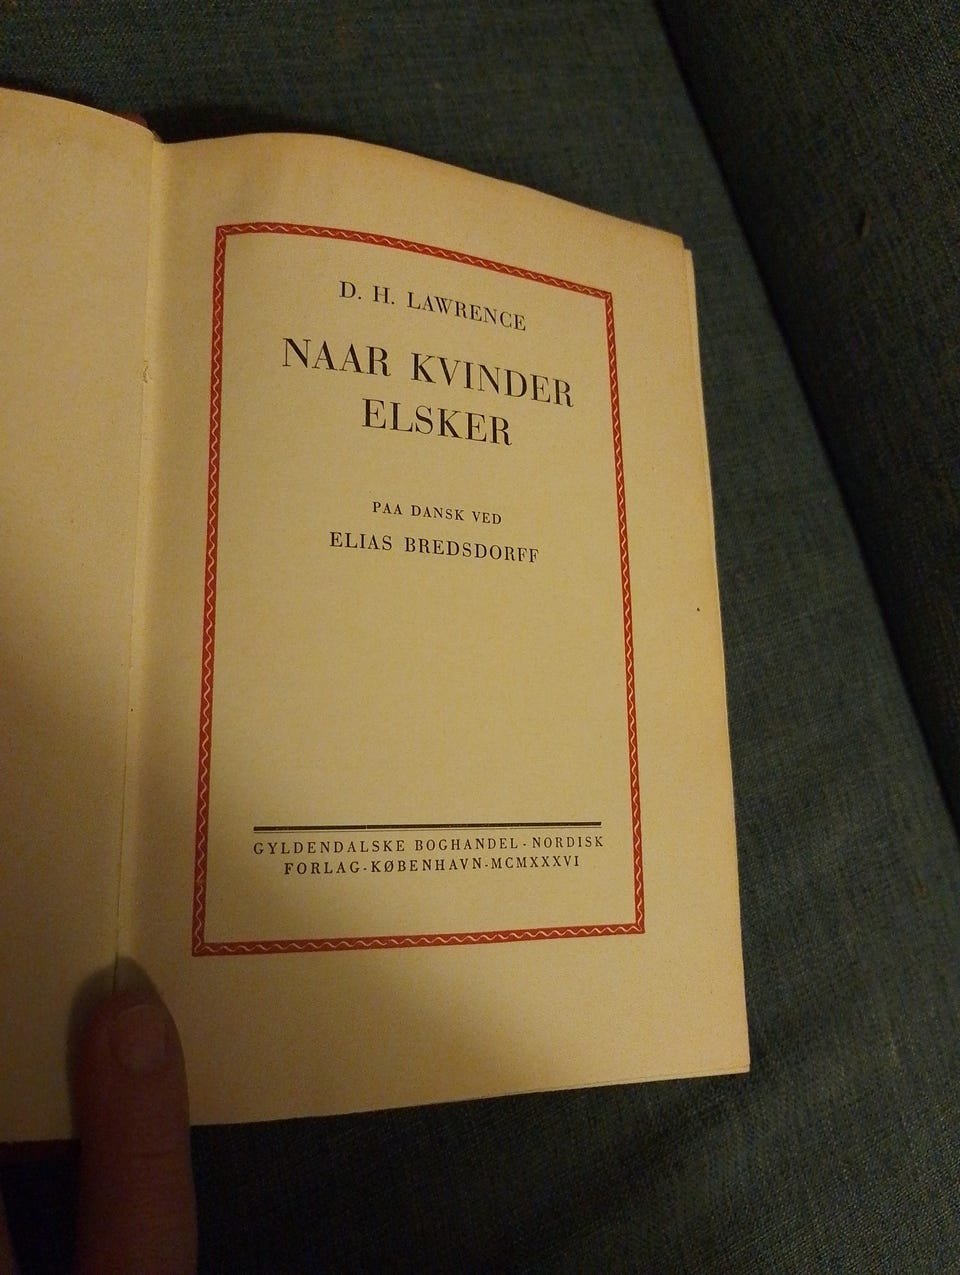 D. H. LAWRENCE
NAAR KVINDER
ELSKER
PAA DANSK VED
ELIAS BREDSDORFF
GYLDENDALSKE BOGHANDEL - NORDISK
FORLAG - KØBENHAVN - MCMXXXVI